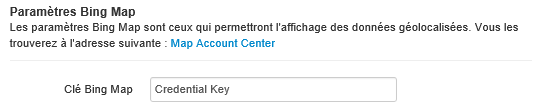 Paramètres Bing Map
Les paramètres Bing Map sont ceux qui permettront l'affichage des données géolocalisées. Vous les
trouverez à l'adresse suivante : Map Account Center
Clé Bing Map Credential Key